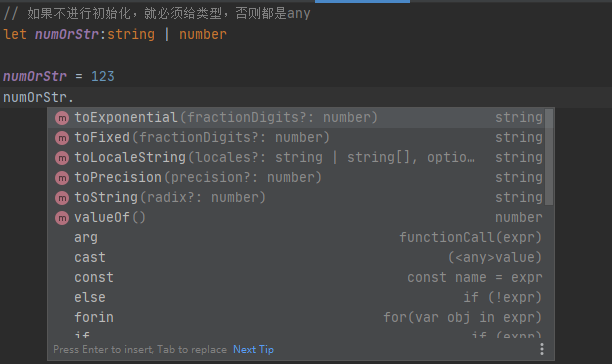 // 如果不进行初始化，就必须给类型，否则都是any
let numOrStr:string | number
numOrStr = 123
numOrStr.
m toExponential(fractionDigits?: number) string
m toFixed(fractionDigits?: number) string
m toLocaleString(locales?: string | string[], optio… string
m toPrecision(precision?: number) string
m toString(radix?: number) string
m valueOf() number
arg functionCall(expr)
cast (<any>value)
const const name = expr
else if (!expr)
forin for(var obj in expr)
if if (expr)
Press Enter to insert, Tab to replace Next Tip